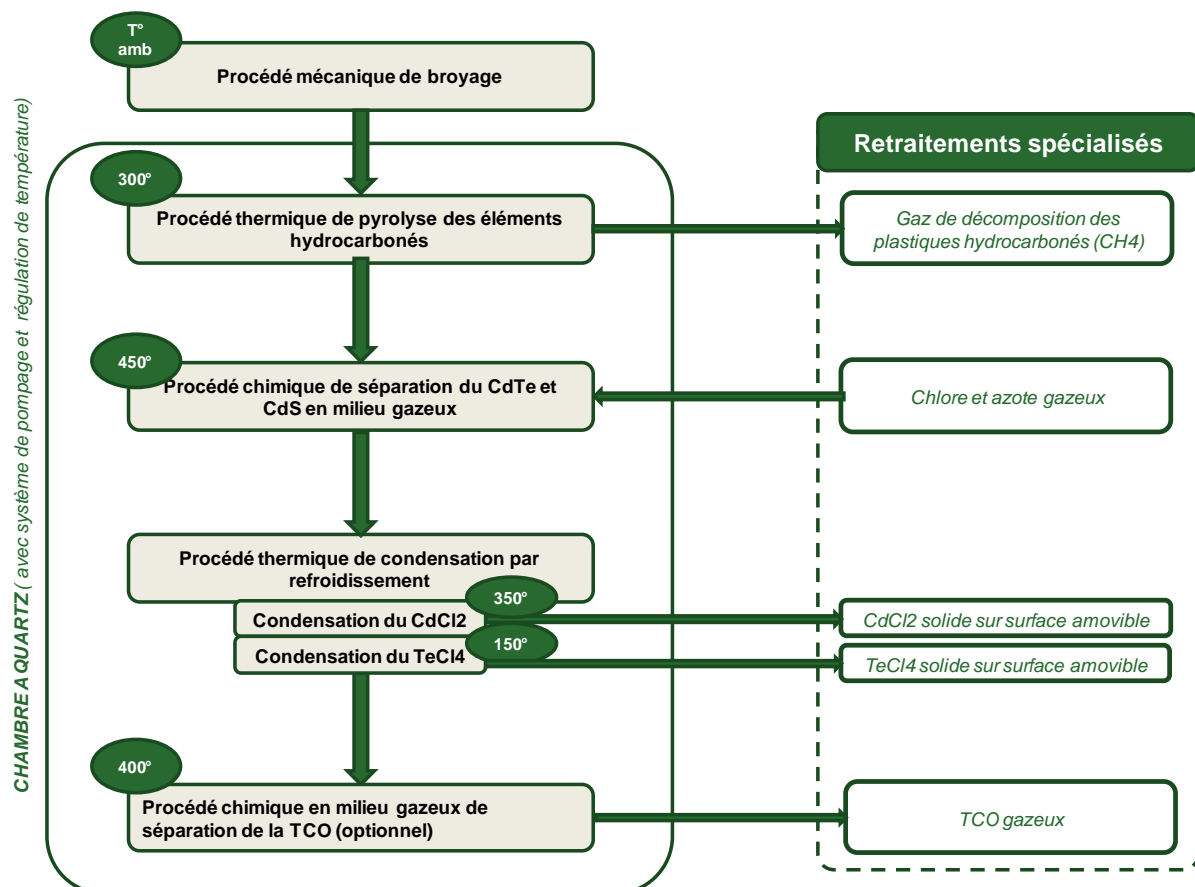 T°
amb
Procédé mécanique de broyage
CHAMBRE A QUARTZ ( avec système de pompage et régulation de température)
Retraitements spécialisés
300°
Procédé thermique de pyrolyse des éléments
hydrocarbonés
Gaz de décomposition des
plastiques hydrocarbonés (CH4)
450°
Procédé chimique de séparation du CdTe et
CdS en milieu gazeux
Chlore et azote gazeux
Procédé thermique de condensation par
refroidissement
350°
Condensation du CdCl2
CdCl2 solide sur surface amovible
150°
Condensation du TeCl4
TeCl4 solide sur surface amovible
400°
Procédé chimique en milieu gazeux de
séparation de la TCO (optionnel)
TCO gazeux